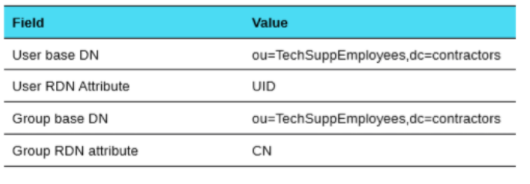 Field Value
User base DN ou=TechSuppEmployees,dc=contractors
User RDN Attribute UID
Group base DN ou=TechSuppEmployees,dc=contractors
Group RDN attribute CN